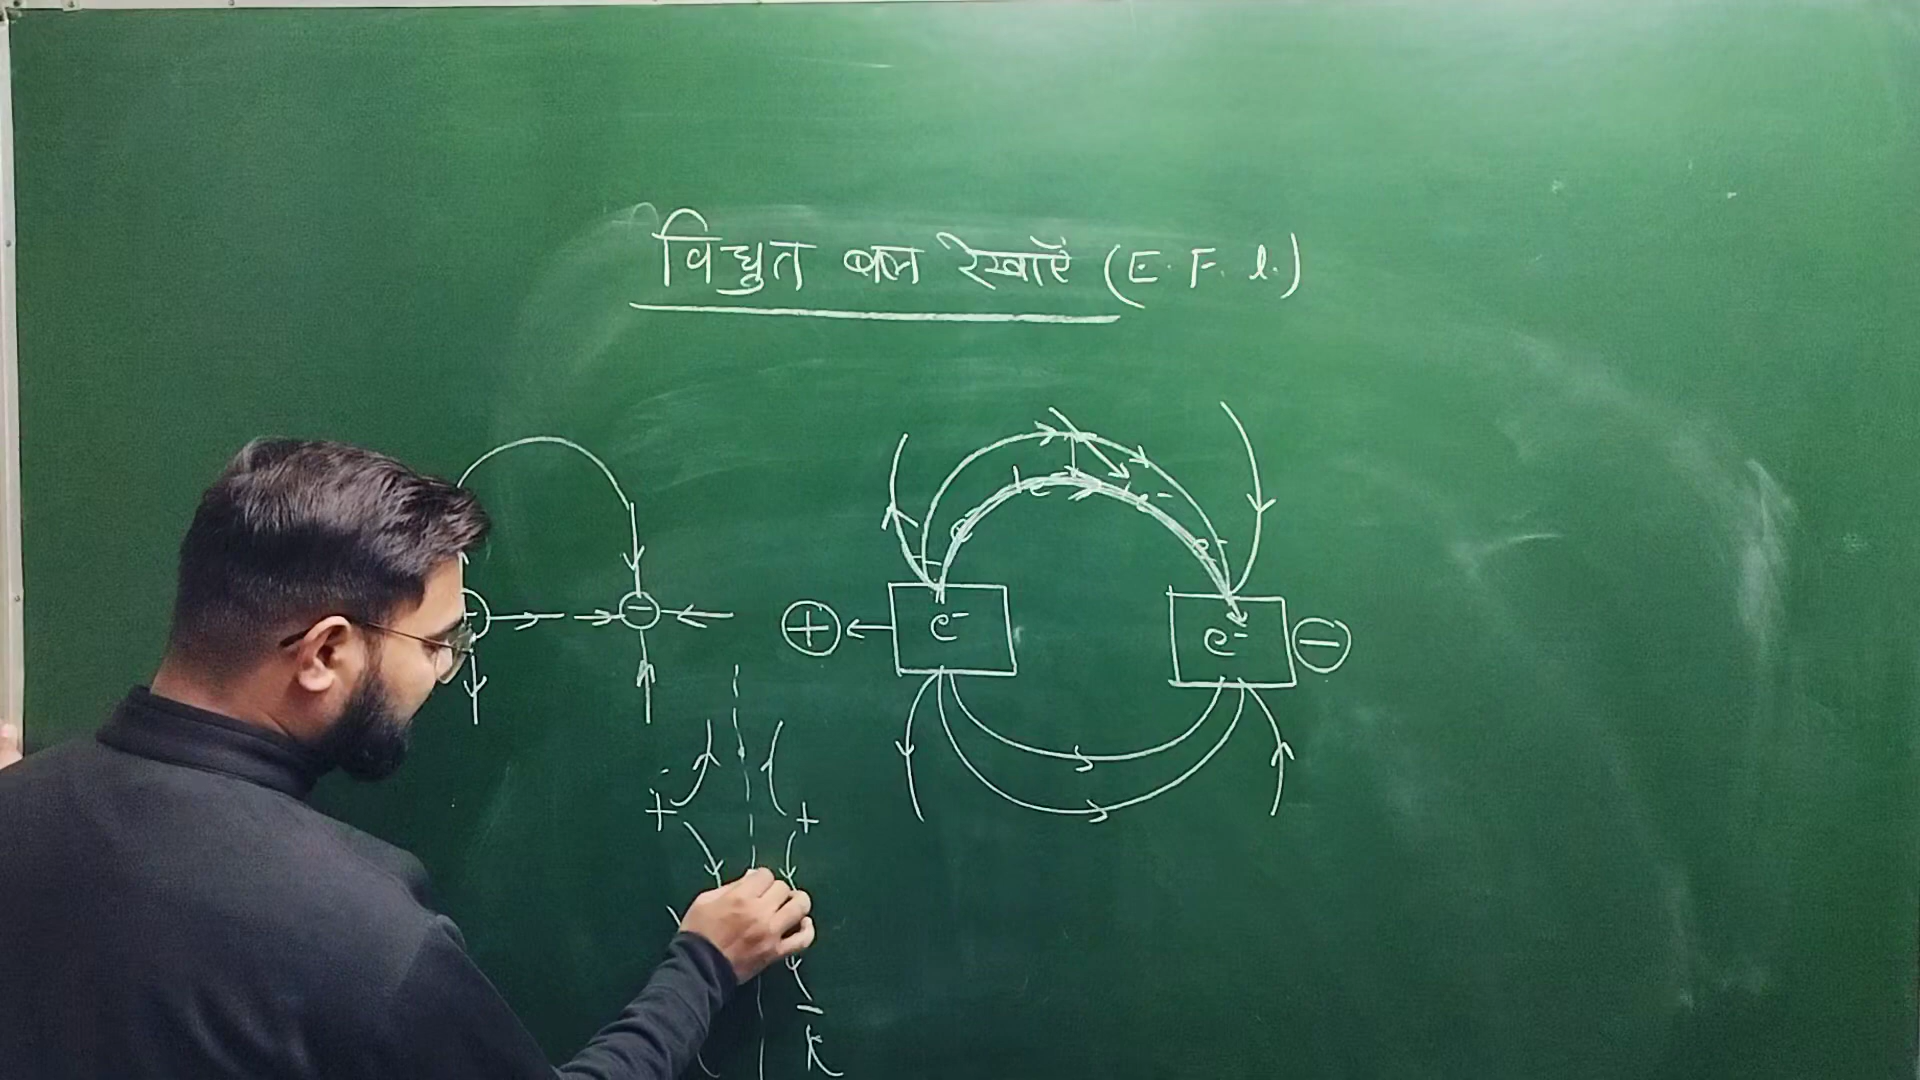 विधुत बल रेखाएँ (E. F. l.)
e⁻ e⁻
e⁻ e⁻
+ e⁻ e⁻ −
−
+ +
−